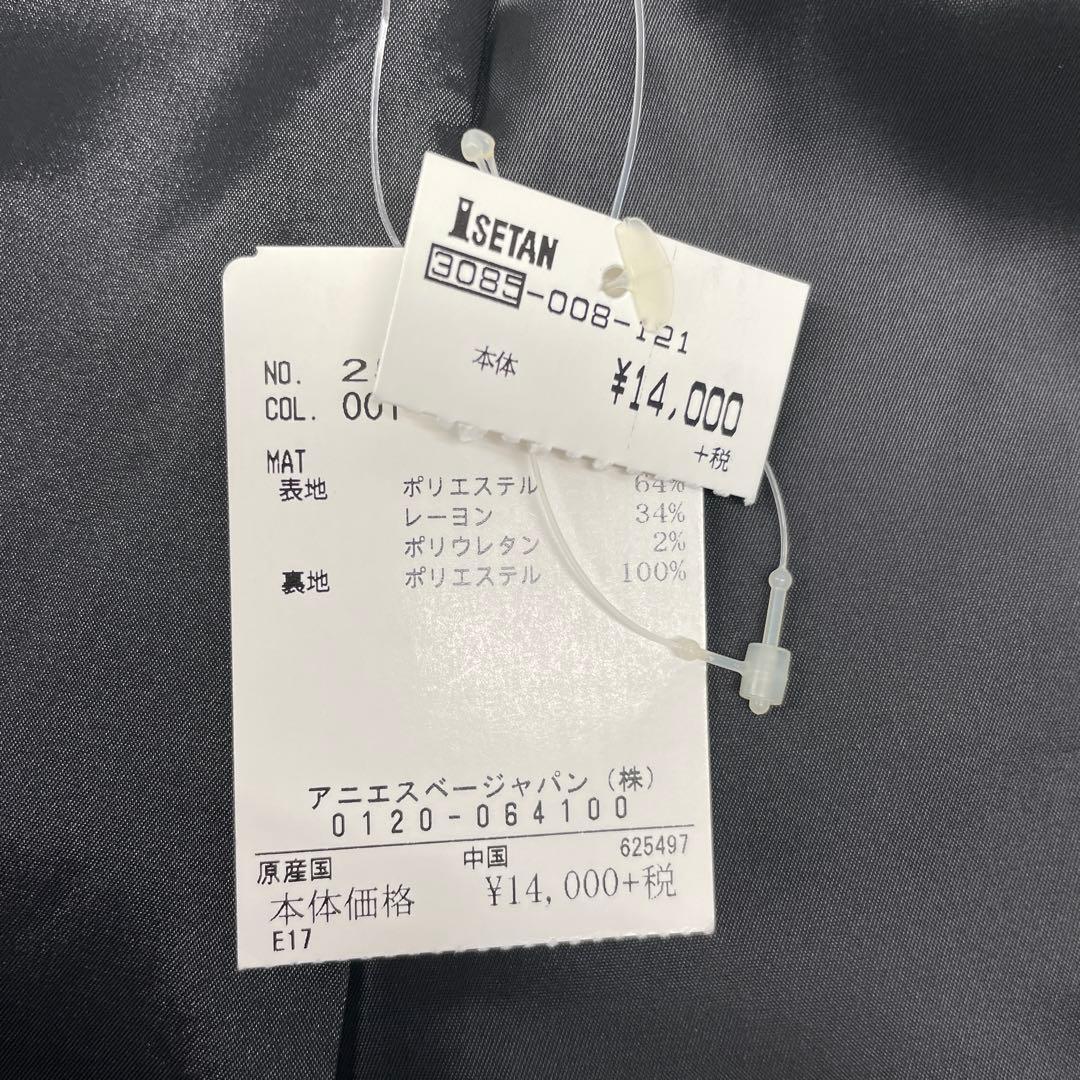 ISETAN
3085-008-121
本体
¥14,000
+税
NO. 2
COL. 001
MAT
表地 ポリエステル 64%
レーヨン 34%
ポリウレタン 2%
裏地 ポリエステル 100%
アニエスベージャパン(株)
0120-064100
原産国 中国 625497
本体価格 ¥14,000+税
E17